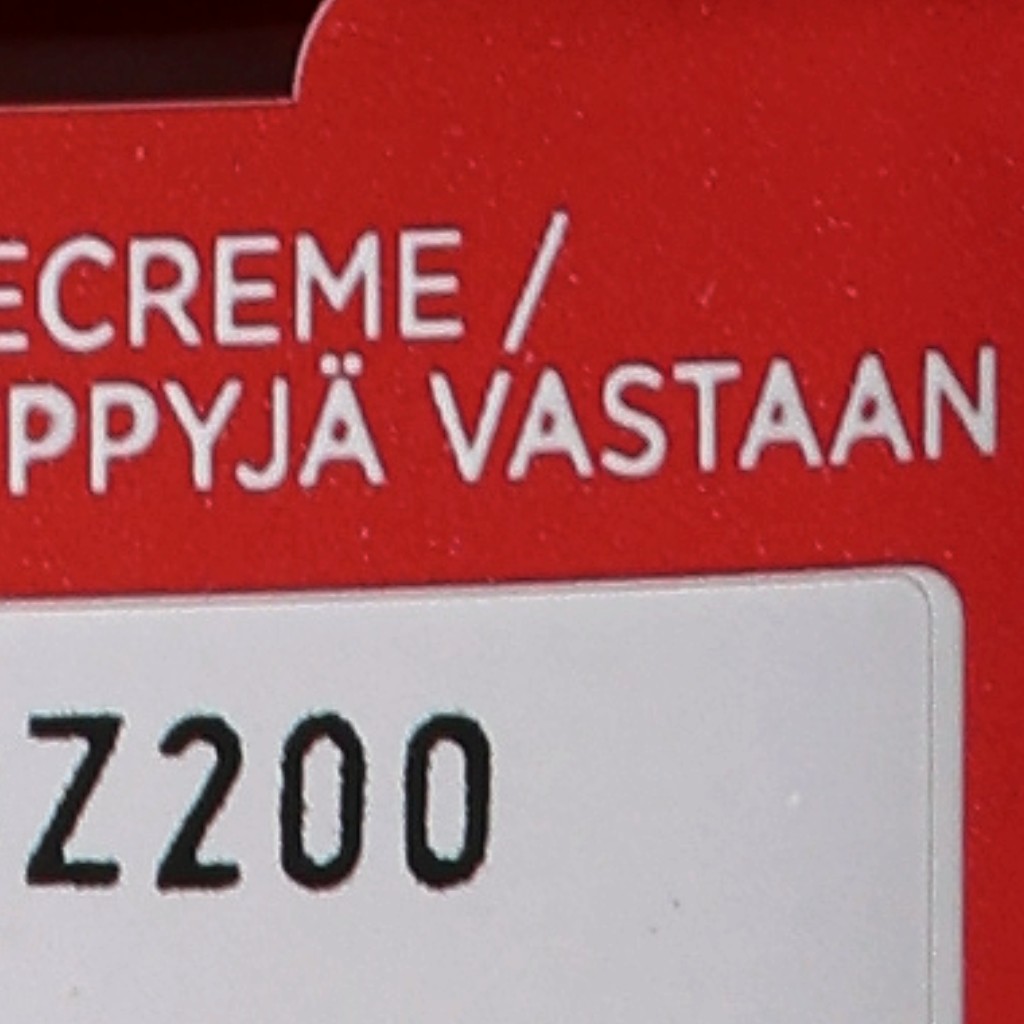 ECREME /
PPYJÄ VASTAAN
Z200